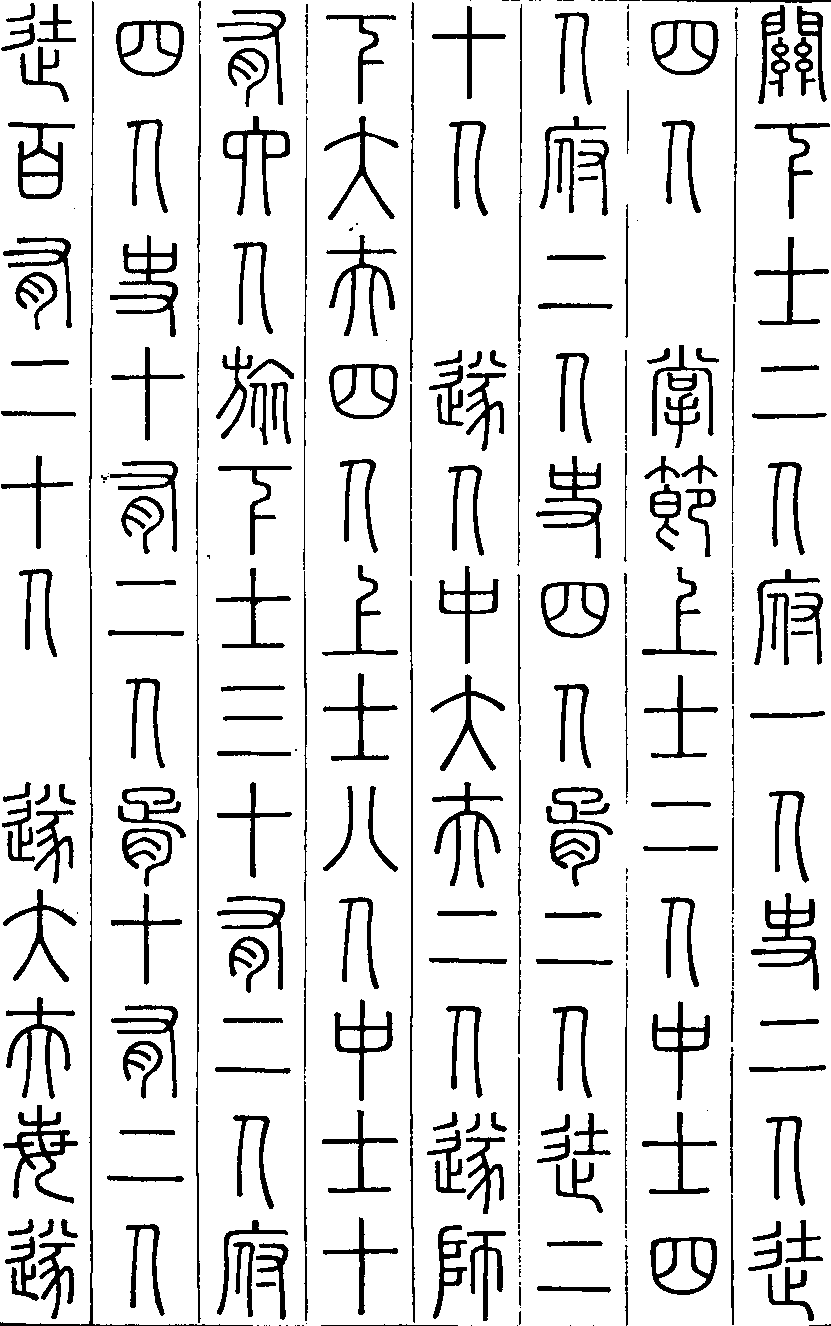 關下士二人府一人史二人徒
四人 掌節上士二人中士四
人府二人史四人胥二人徒二
十人 遂人中大夫二人遂師
下大夫四人上士八人中士十
有六人旅下士三十有二人府
四人史十有二人胥十有二人
徒百有二十人 遂大夫每遂